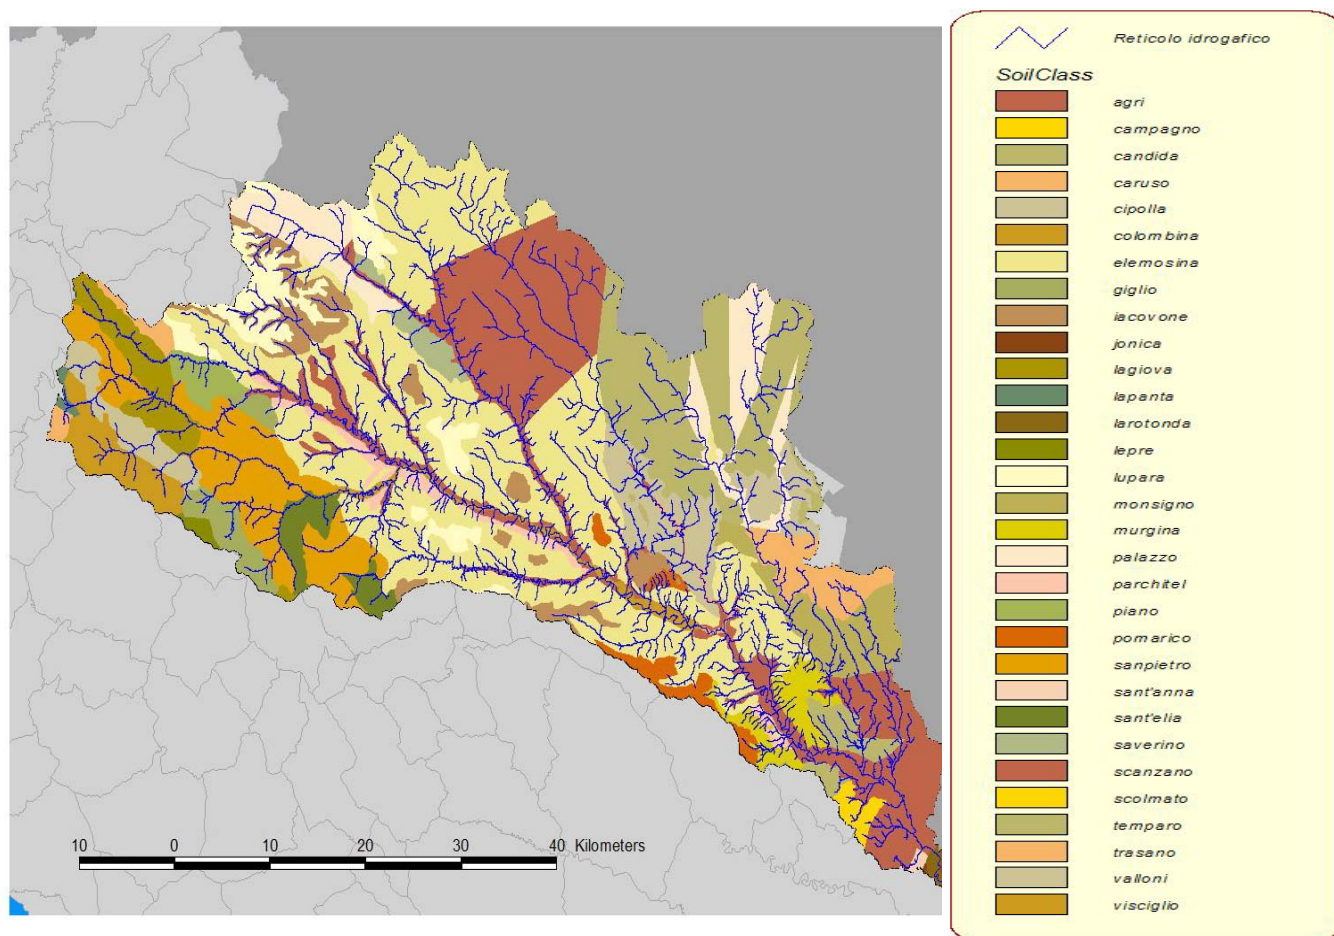 Reticolo idrogafico
SoilClass
agri
campagno
candida
caruso
cipolla
colombina
elemosina
giglio
iacovone
jonica
lagiova
lapanta
larotonda
lepre
lupara
monsigno
murgina
palazzo
parchitel
piano
pomarico
sanpietro
sant'anna
sant'elia
saverino
scanzano
scolmato
temparo
trasano
valloni
visciglio
10 0 10 20 30 40 Kilometers